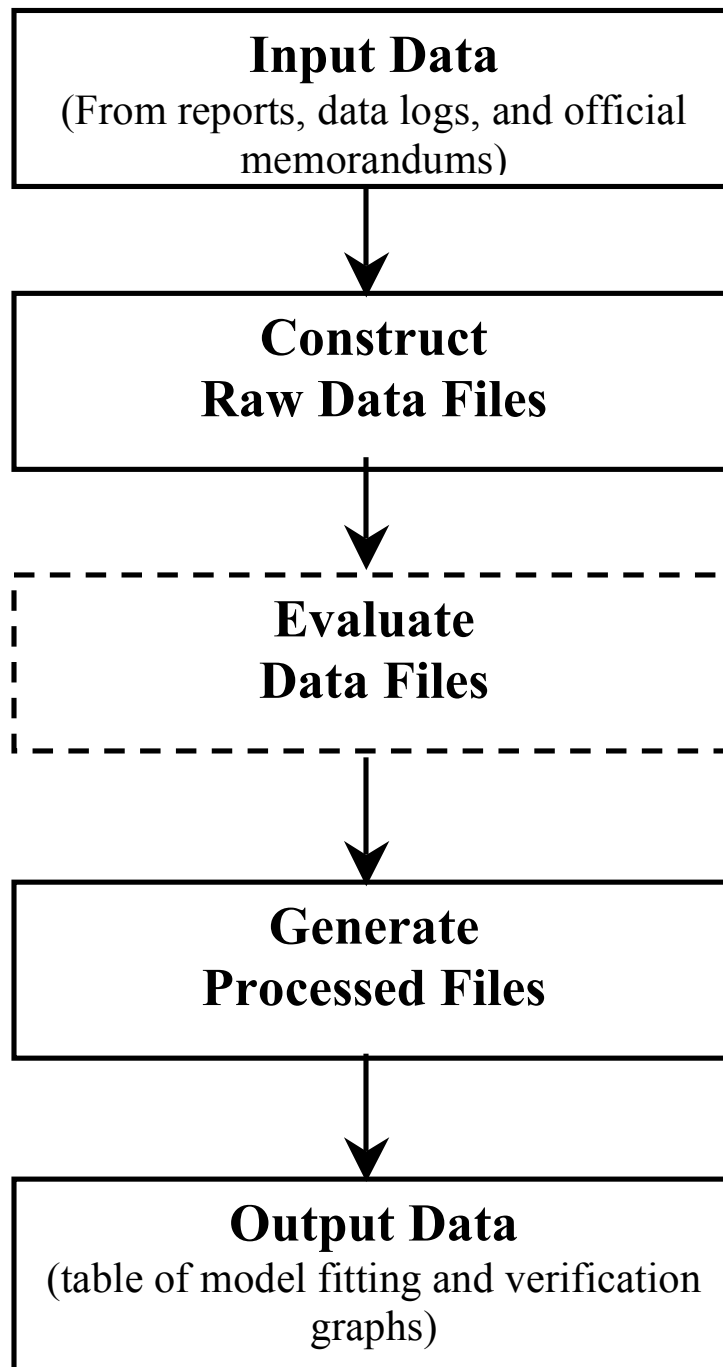 Input Data
(From reports, data logs, and official
memorandums)
Construct
Raw Data Files
Evaluate
Data Files
Generate
Processed Files
Output Data
(table of model fitting and verification
graphs)